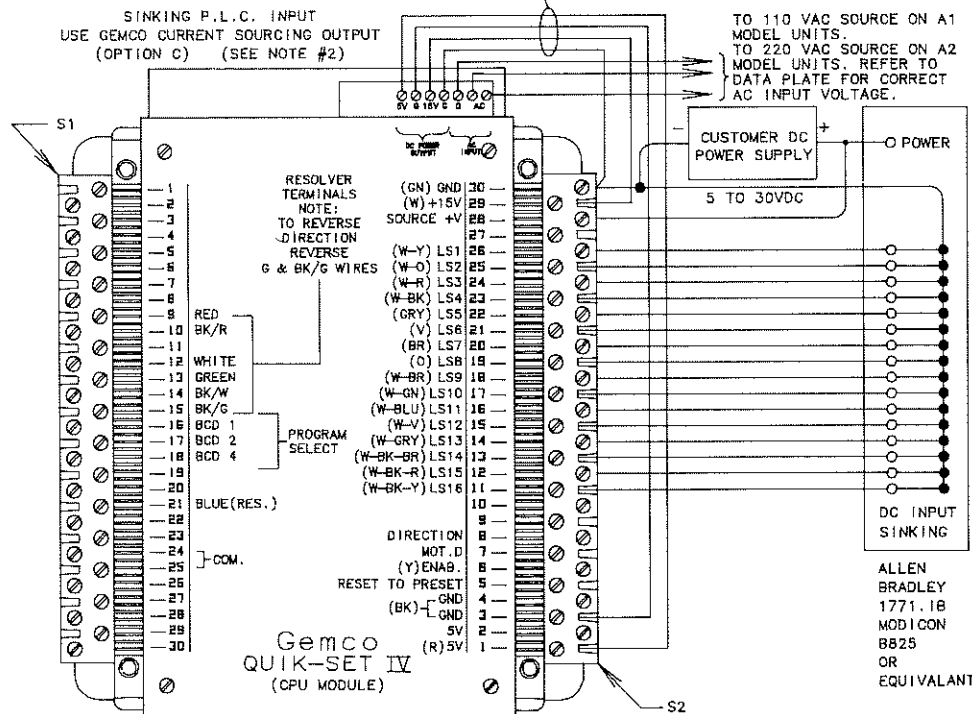 SINKING P.L.C. INPUT
USE GEMCO CURRENT SOURCING OUTPUT
(OPTION C) (SEE NOTE #2)
TO 110 VAC SOURCE ON A1
MODEL UNITS.
TO 220 VAC SOURCE ON A2
MODEL UNITS. REFER TO
DATA PLATE FOR CORRECT
AC INPUT VOLTAGE.
5V G 15V G G AC
DC POWER
OUTPUT
AC
INPUT
S1
- CUSTOMER DC +
POWER SUPPLY
5 TO 30VDC
POWER
RESOLVER
TERMINALS
NOTE:
TO REVERSE
DIRECTION
REVERSE
G & BK/G WIRES
1
2
3
4
5
6
7
8
9 RED
10 BK/R
11
12 WHITE
13 GREEN
14 BK/W
15 BK/G
16 BCD 1
17 BCD 2
18 BCD 4
PROGRAM
SELECT
19
20
21 BLUE(RES.)
22
23
24
25
COM.
26
27
28
29
30
(GN) GND 30
(W)+15V 29
SOURCE +V 28
27
(W-Y) LS1 26
(W-O) LS2 25
(W-R) LS3 24
(W-BK) LS4 23
(GRY) LS5 22
(V) LS6 21
(BR) LS7 20
(O) LS8 19
(W-BR) LS9 18
(W-GN) LS10 17
(W-BLU) LS11 16
(W-V) LS12 15
(W-GRY) LS13 14
(W-BK-BR) LS14 13
(W-BK-R) LS15 12
(W-BK-Y) LS16 11
10
9
DIRECTION 8
MOT.D 7
(Y)ENAB. 6
RESET TO PRESET 5
(BK) GND 4
GND 3
5V 2
(R)5V 1
Gemco
QUIK-SET IV
(CPU MODULE)
S2
DC INPUT
SINKING
ALLEN
BRADLEY
1771.IB
MODICON
B825
OR
EQUIVALANT